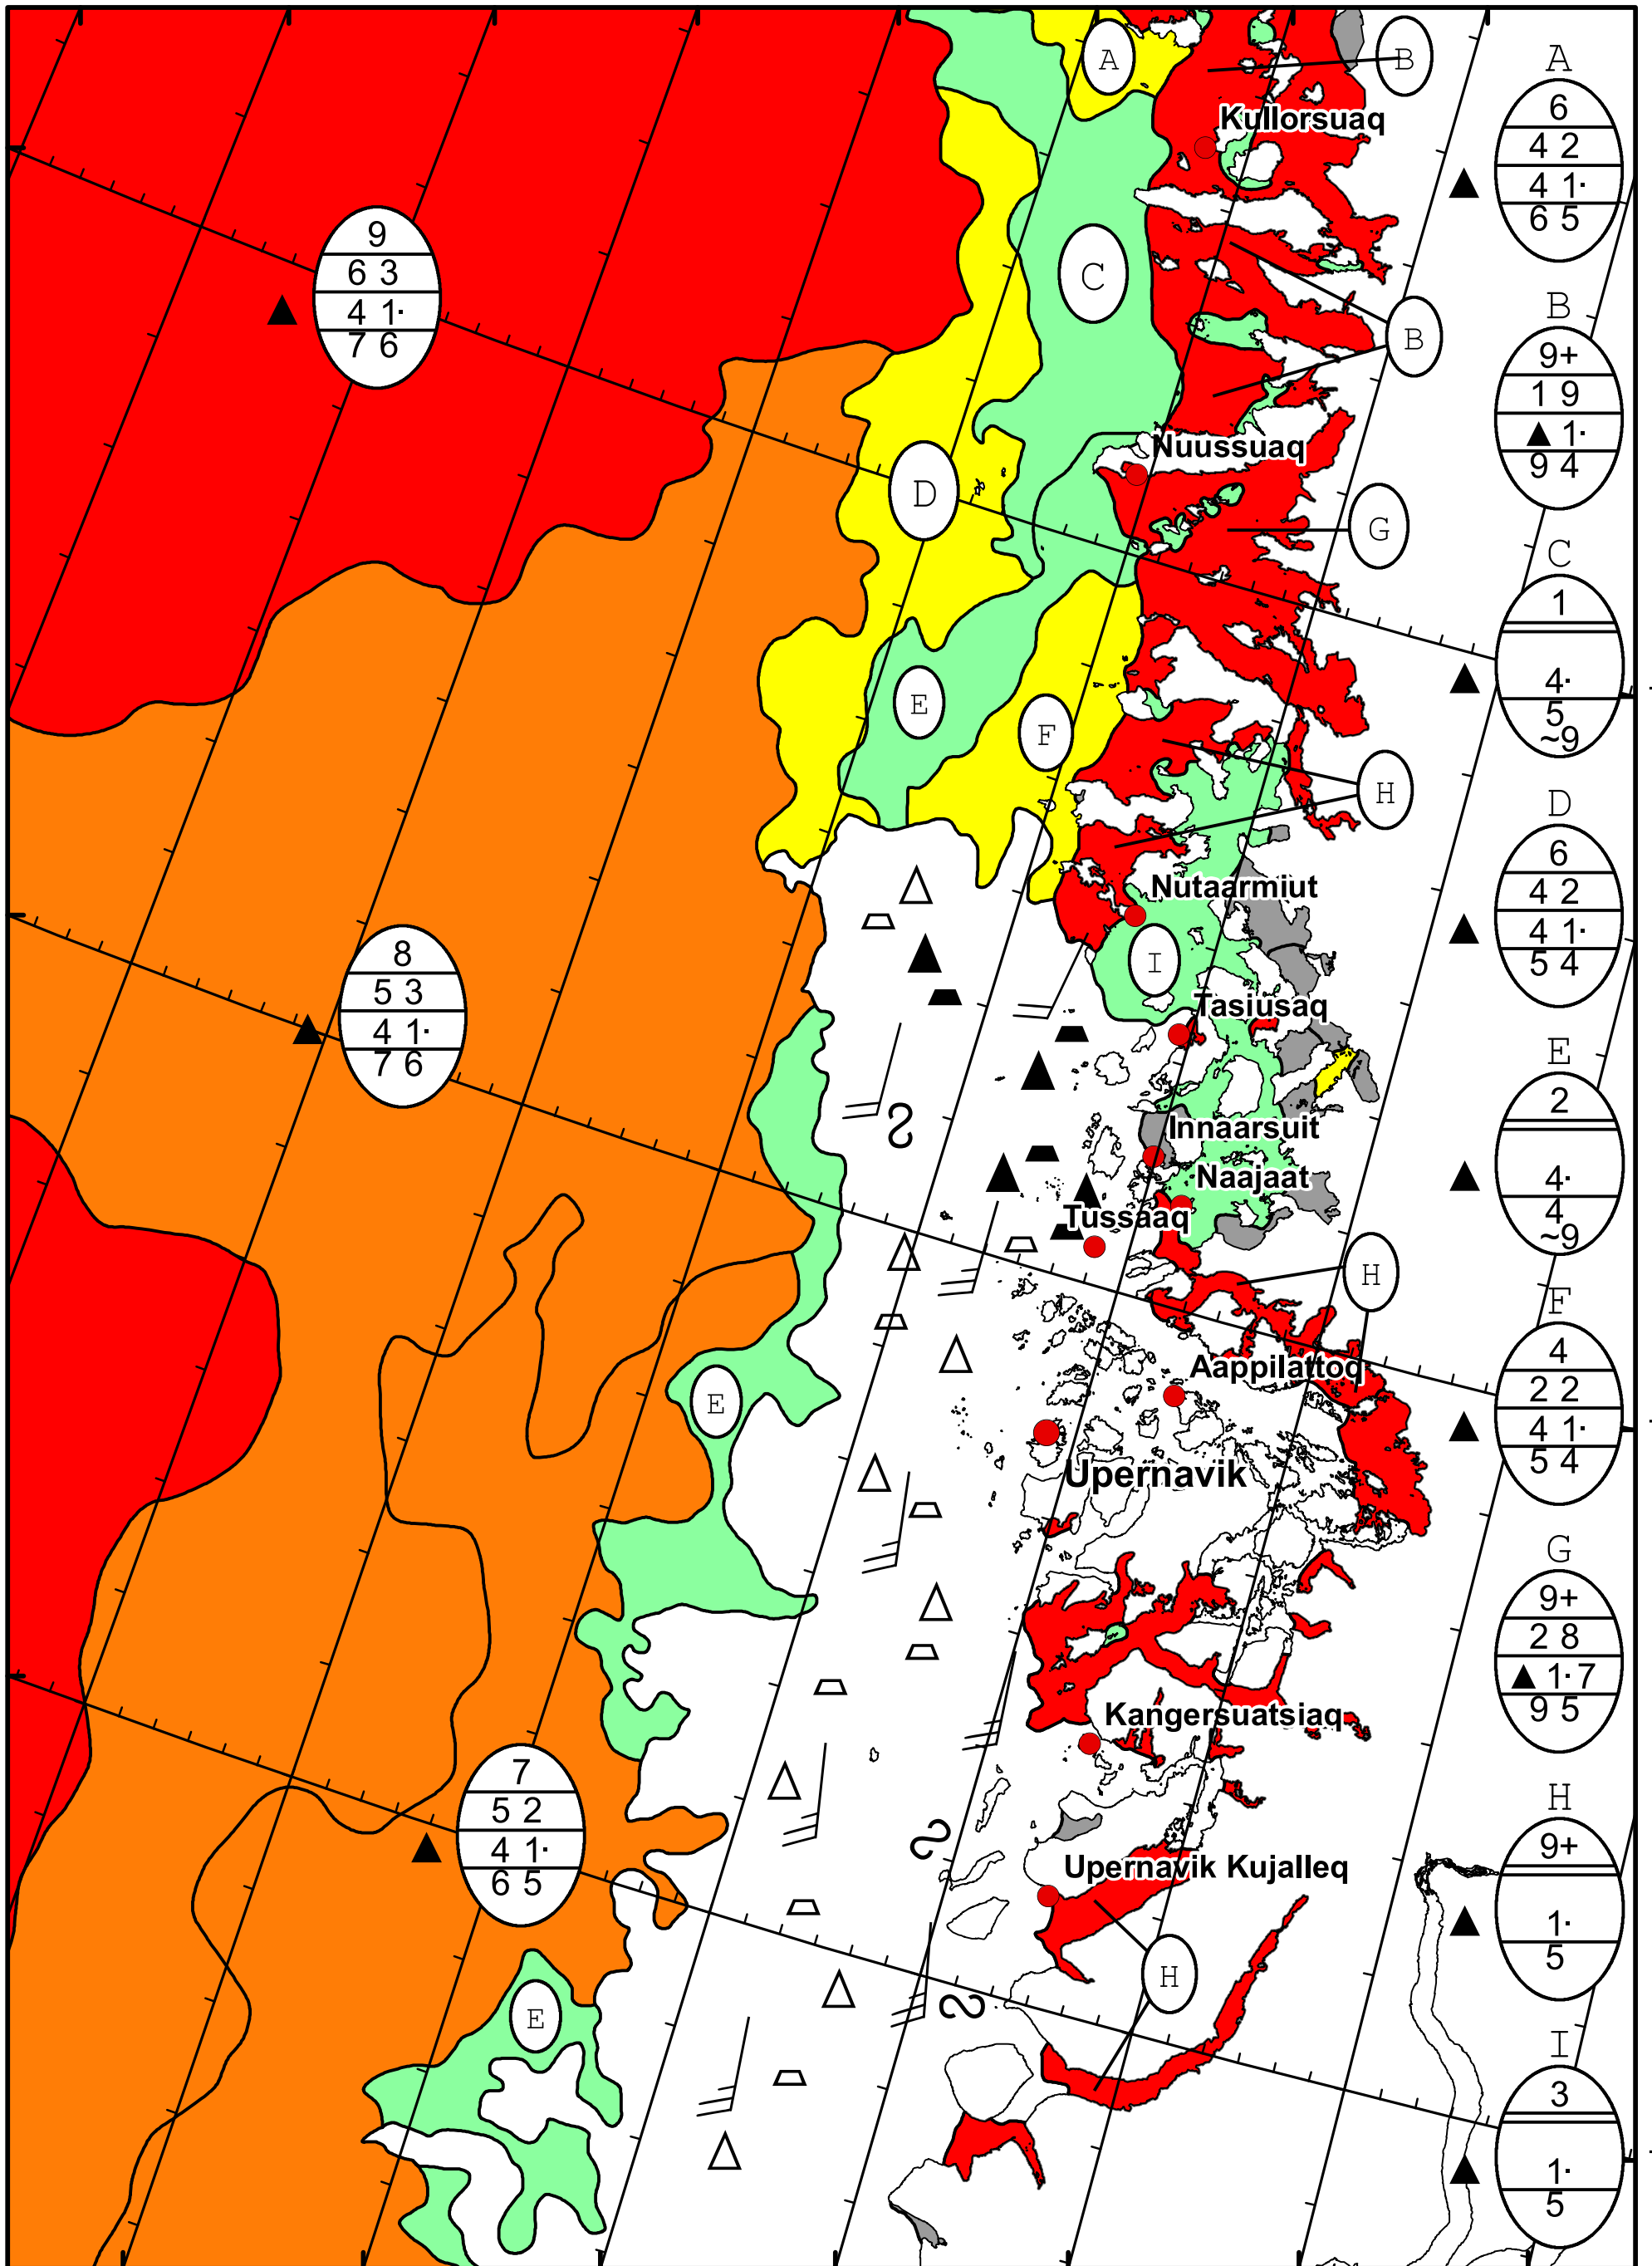 A
B
A
6
4 2
4 1·
6 5
Kullorsuaq
9
6 3
4 1·
7 6
C
B
B
9+
1 9
▲ 1·
9 4
Nuussuaq
D
G
C
1
4·
5
~9
E
F
H
D
6
4 2
4 1·
5 4
Nutaarmiut
8
5 3
4 1·
7 6
I
Tasiusaq
E
2
4·
4
~9
Innaarsuit
Naajaat
Tussaaq
H
F
4
2 2
4 1·
5 4
Aappilattoq
E
Upernavik
G
9+
2 8
▲ 1·7
9 5
Kangersuatsiaq
7
5 2
4 1·
6 5
H
9+
1·
5
Upernavik Kujalleq
H
E
I
3
1·
5